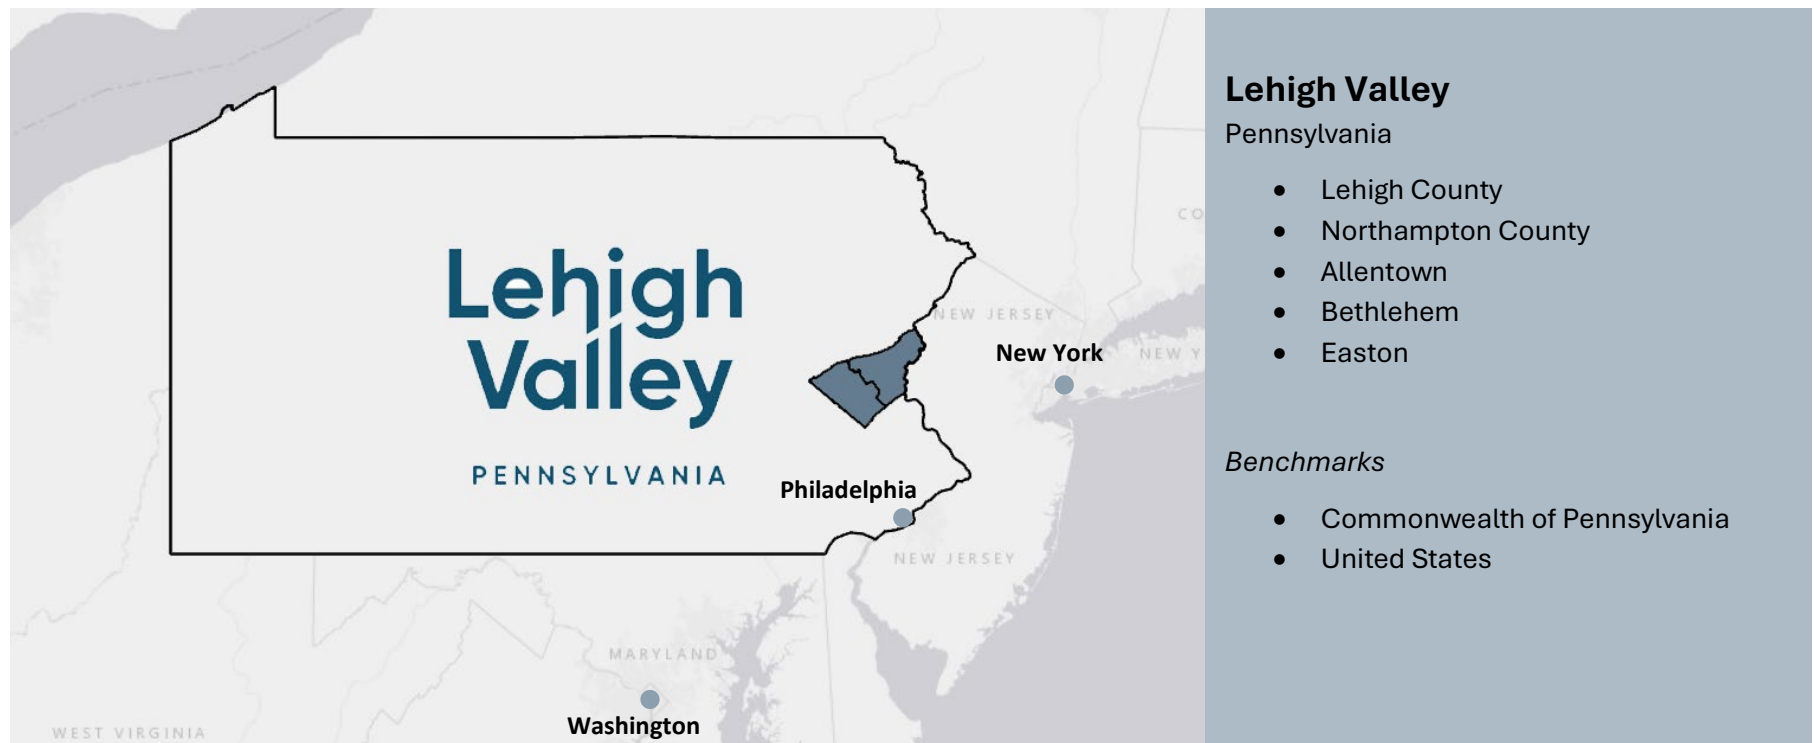 Lehigh
Valley
PENNSYLVANIA
CO
NEW JERSEY
New York
NEW Y
Philadelphia
NEW JERSEY
MARYLAND
Washington
WEST VIRGINIA
Lehigh Valley
Pennsylvania
• Lehigh County
• Northampton County
• Allentown
• Bethlehem
• Easton
Benchmarks
• Commonwealth of Pennsylvania
• United States